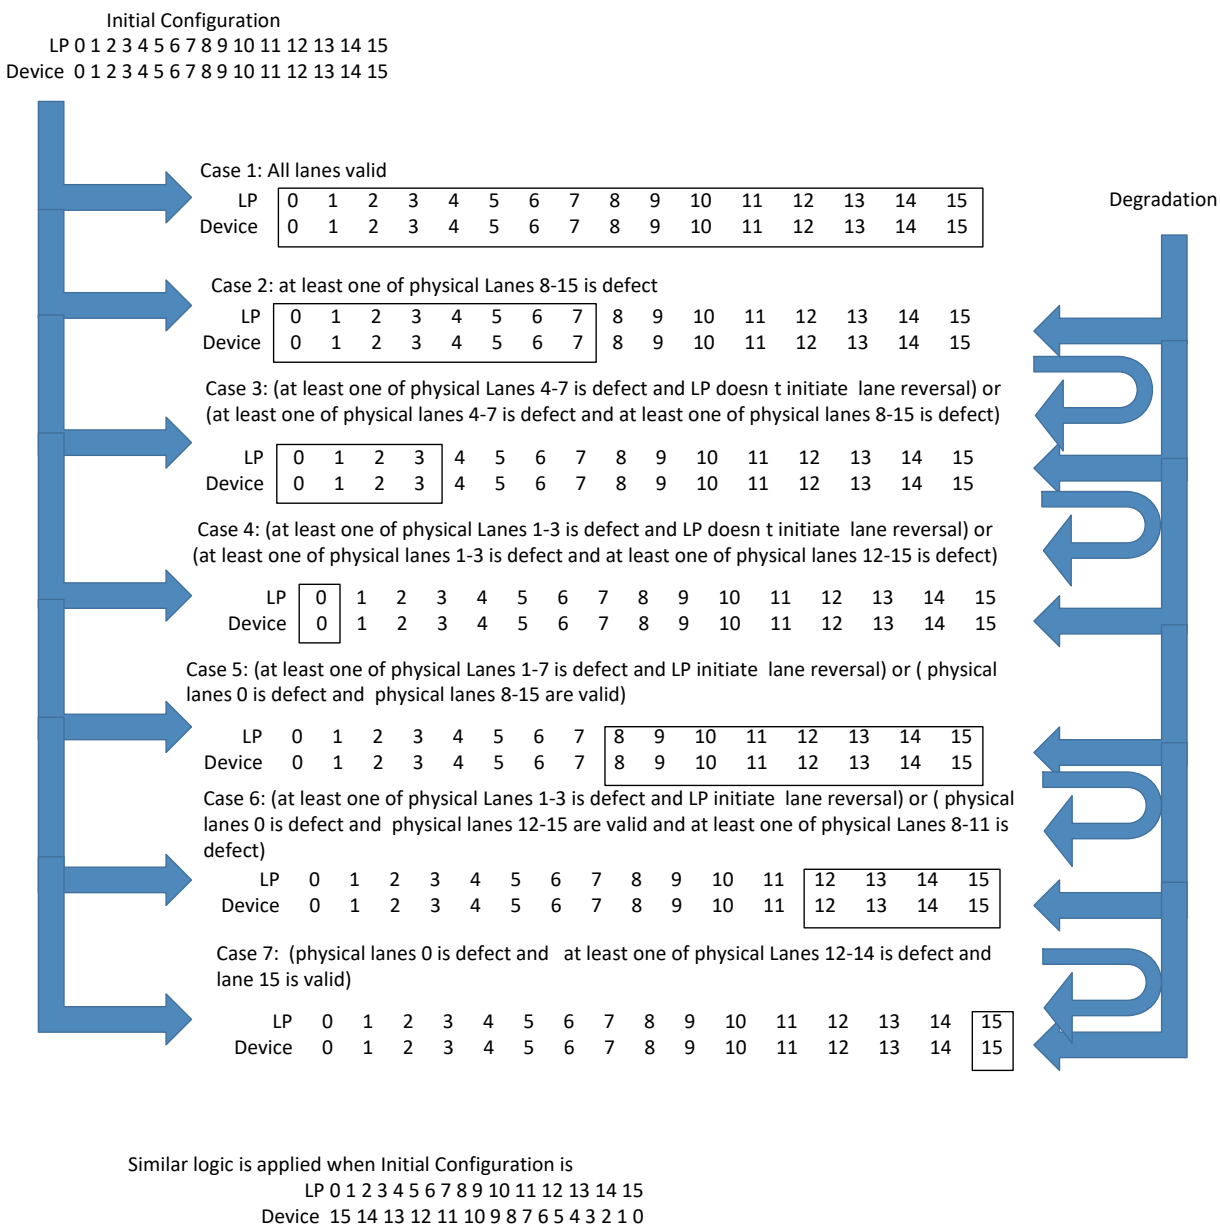 Initial Configuration
LP 0 1 2 3 4 5 6 7 8 9 10 11 12 13 14 15
Device 0 1 2 3 4 5 6 7 8 9 10 11 12 13 14 15
Case 1: All lanes valid
LP 0 1 2 3 4 5 6 7 8 9 10 11 12 13 14 15
Degradation
Device 0 1 2 3 4 5 6 7 8 9 10 11 12 13 14 15
Case 2: at least one of physical Lanes 8-15 is defect
LP 0 1 2 3 4 5 6 7 8 9 10 11 12 13 14 15
Device 0 1 2 3 4 5 6 7 8 9 10 11 12 13 14 15
Case 3: (at least one of physical Lanes 4-7 is defect and LP doesn t initiate lane reversal) or
(at least one of physical lanes 4-7 is defect and at least one of physical lanes 8-15 is defect)
LP 0 1 2 3 4 5 6 7 8 9 10 11 12 13 14 15
Device 0 1 2 3 4 5 6 7 8 9 10 11 12 13 14 15
Case 4: (at least one of physical Lanes 1-3 is defect and LP doesn t initiate lane reversal) or
(at least one of physical lanes 1-3 is defect and at least one of physical lanes 12-15 is defect)
LP 0 1 2 3 4 5 6 7 8 9 10 11 12 13 14 15
Device 0 1 2 3 4 5 6 7 8 9 10 11 12 13 14 15
Case 5: (at least one of physical Lanes 1-7 is defect and LP initiate lane reversal) or ( physical
lanes 0 is defect and physical lanes 8-15 are valid)
LP 0 1 2 3 4 5 6 7 8 9 10 11 12 13 14 15
Device 0 1 2 3 4 5 6 7 8 9 10 11 12 13 14 15
Case 6: (at least one of physical Lanes 1-3 is defect and LP initiate lane reversal) or ( physical
lanes 0 is defect and physical lanes 12-15 are valid and at least one of physical Lanes 8-11 is
defect)
LP 0 1 2 3 4 5 6 7 8 9 10 11 12 13 14 15
Device 0 1 2 3 4 5 6 7 8 9 10 11 12 13 14 15
Case 7: (physical lanes 0 is defect and at least one of physical Lanes 12-14 is defect and
lane 15 is valid)
LP 0 1 2 3 4 5 6 7 8 9 10 11 12 13 14 15
Device 0 1 2 3 4 5 6 7 8 9 10 11 12 13 14 15
Similar logic is applied when Initial Configuration is
LP 0 1 2 3 4 5 6 7 8 9 10 11 12 13 14 15
Device 15 14 13 12 11 10 9 8 7 6 5 4 3 2 1 0